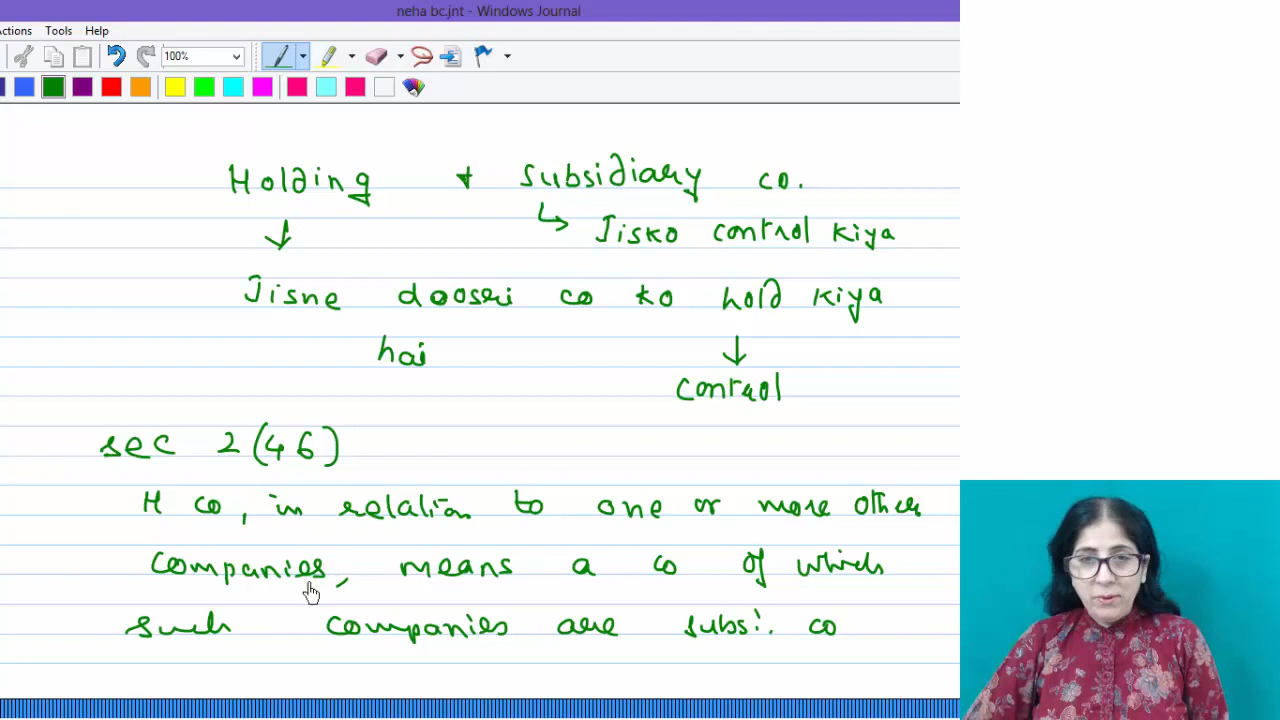 neha bc.jnt - Windows Journal
Actions Tools Help
100%
Holding + Subsidiary co.
Jisko control kiya
Jisne doosri co ko hold kiya
hai
control
sec 2(46)
H co, in relation to one or more other
companies, means a co of which
such companies are subsi. co